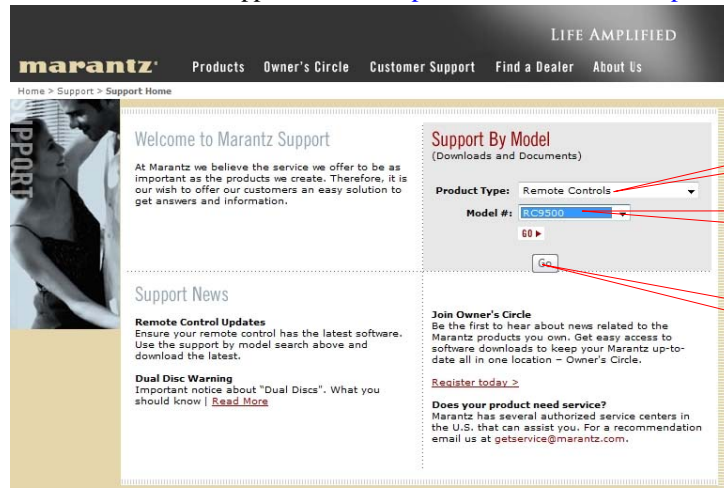 LIFE AMPLIFIED
marantz
Products Owner's Circle Customer Support Find a Dealer About Us
Home > Support > Support Home
SUPPORT
Welcome to Marantz Support
At Marantz we believe the service we offer to be as
important as the products we create. Therefore, it is
our wish to offer our customers an easy solution to
get answers and information.
Support By Model
(Downloads and Documents)
Product Type: Remote Controls
Model #: RC9500
GO
Go
Support News
Remote Control Updates
Ensure your remote control has the latest software.
Use the support by model search above and
download the latest.
Dual Disc Warning
Important notice about "Dual Discs". What you
should know | Read More
Join Owner's Circle
Be the first to hear about news related to the
Marantz products you own. Get easy access to
software downloads to keep your Marantz up-to-
date all in one location – Owner's Circle.
Register today >
Does your product need service?
Marantz has several authorized service centers in
the U.S. that can assist you. For a recommendation
email us at getservice@marantz.com.